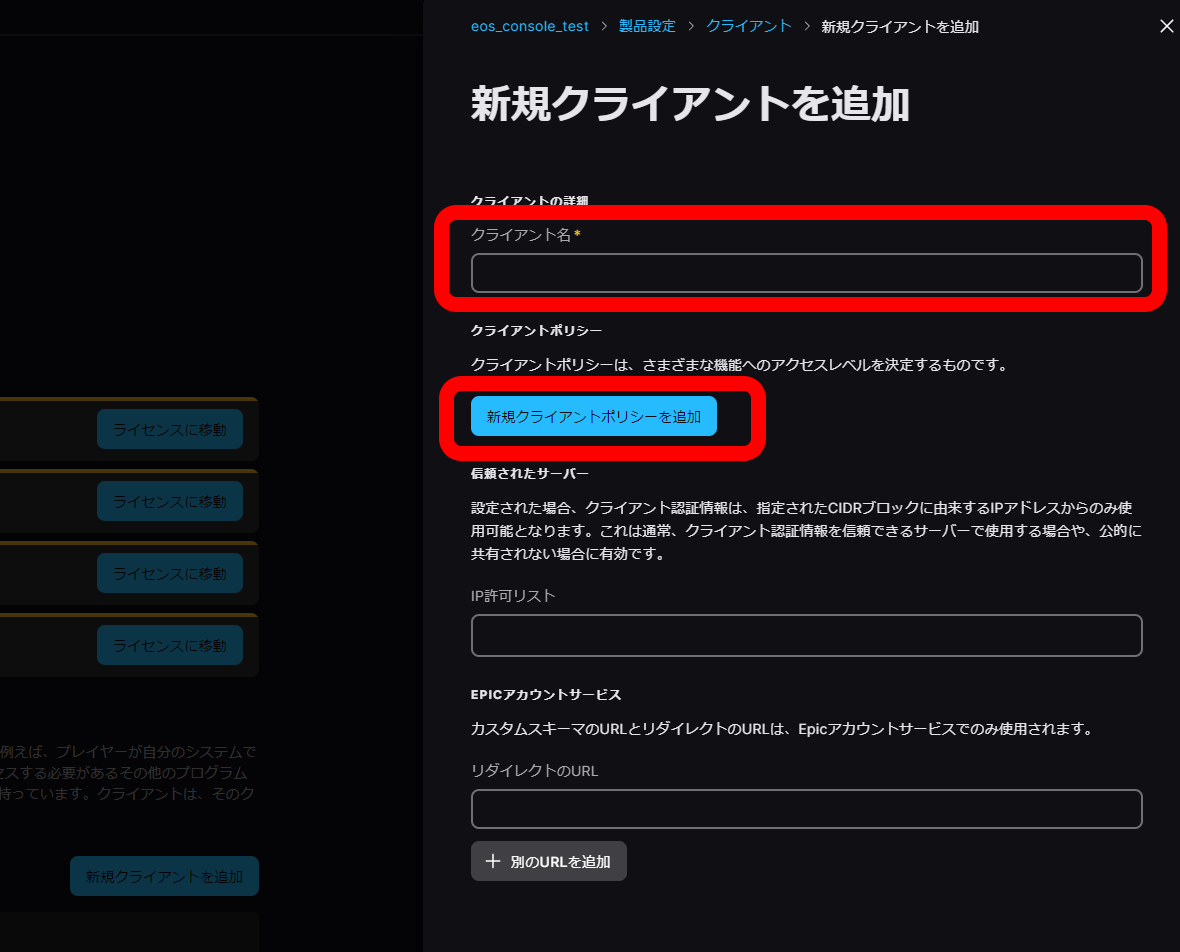 eos_console_test > 製品設定 > クライアント > 新規クライアントを追加
新規クライアントを追加
クライアントの詳細
クライアント名*
クライアントポリシー
クライアントポリシーは、さまざまな機能へのアクセスレベルを決定するものです。
新規クライアントポリシーを追加
信頼されたサーバー
設定された場合、クライアント認証情報は、指定されたCIDRブロックに由来するIPアドレスからのみ使
用可能となります。これは通常、クライアント認証情報を信頼できるサーバーで使用する場合や、公的に
共有されない場合に有効です。
IP許可リスト
EPICアカウントサービス
カスタムスキーマのURLとリダイレクトのURLは、Epicアカウントサービスでのみ使用されます。
リダイレクトのURL
別のURLを追加
ライセンスに移動
ライセンスに移動
ライセンスに移動
ライセンスに移動
例えば、プレイヤーが自分のシステムで
セスする必要があるその他のプログラム
持っています。クライアントは、そのク
新規クライアントを追加